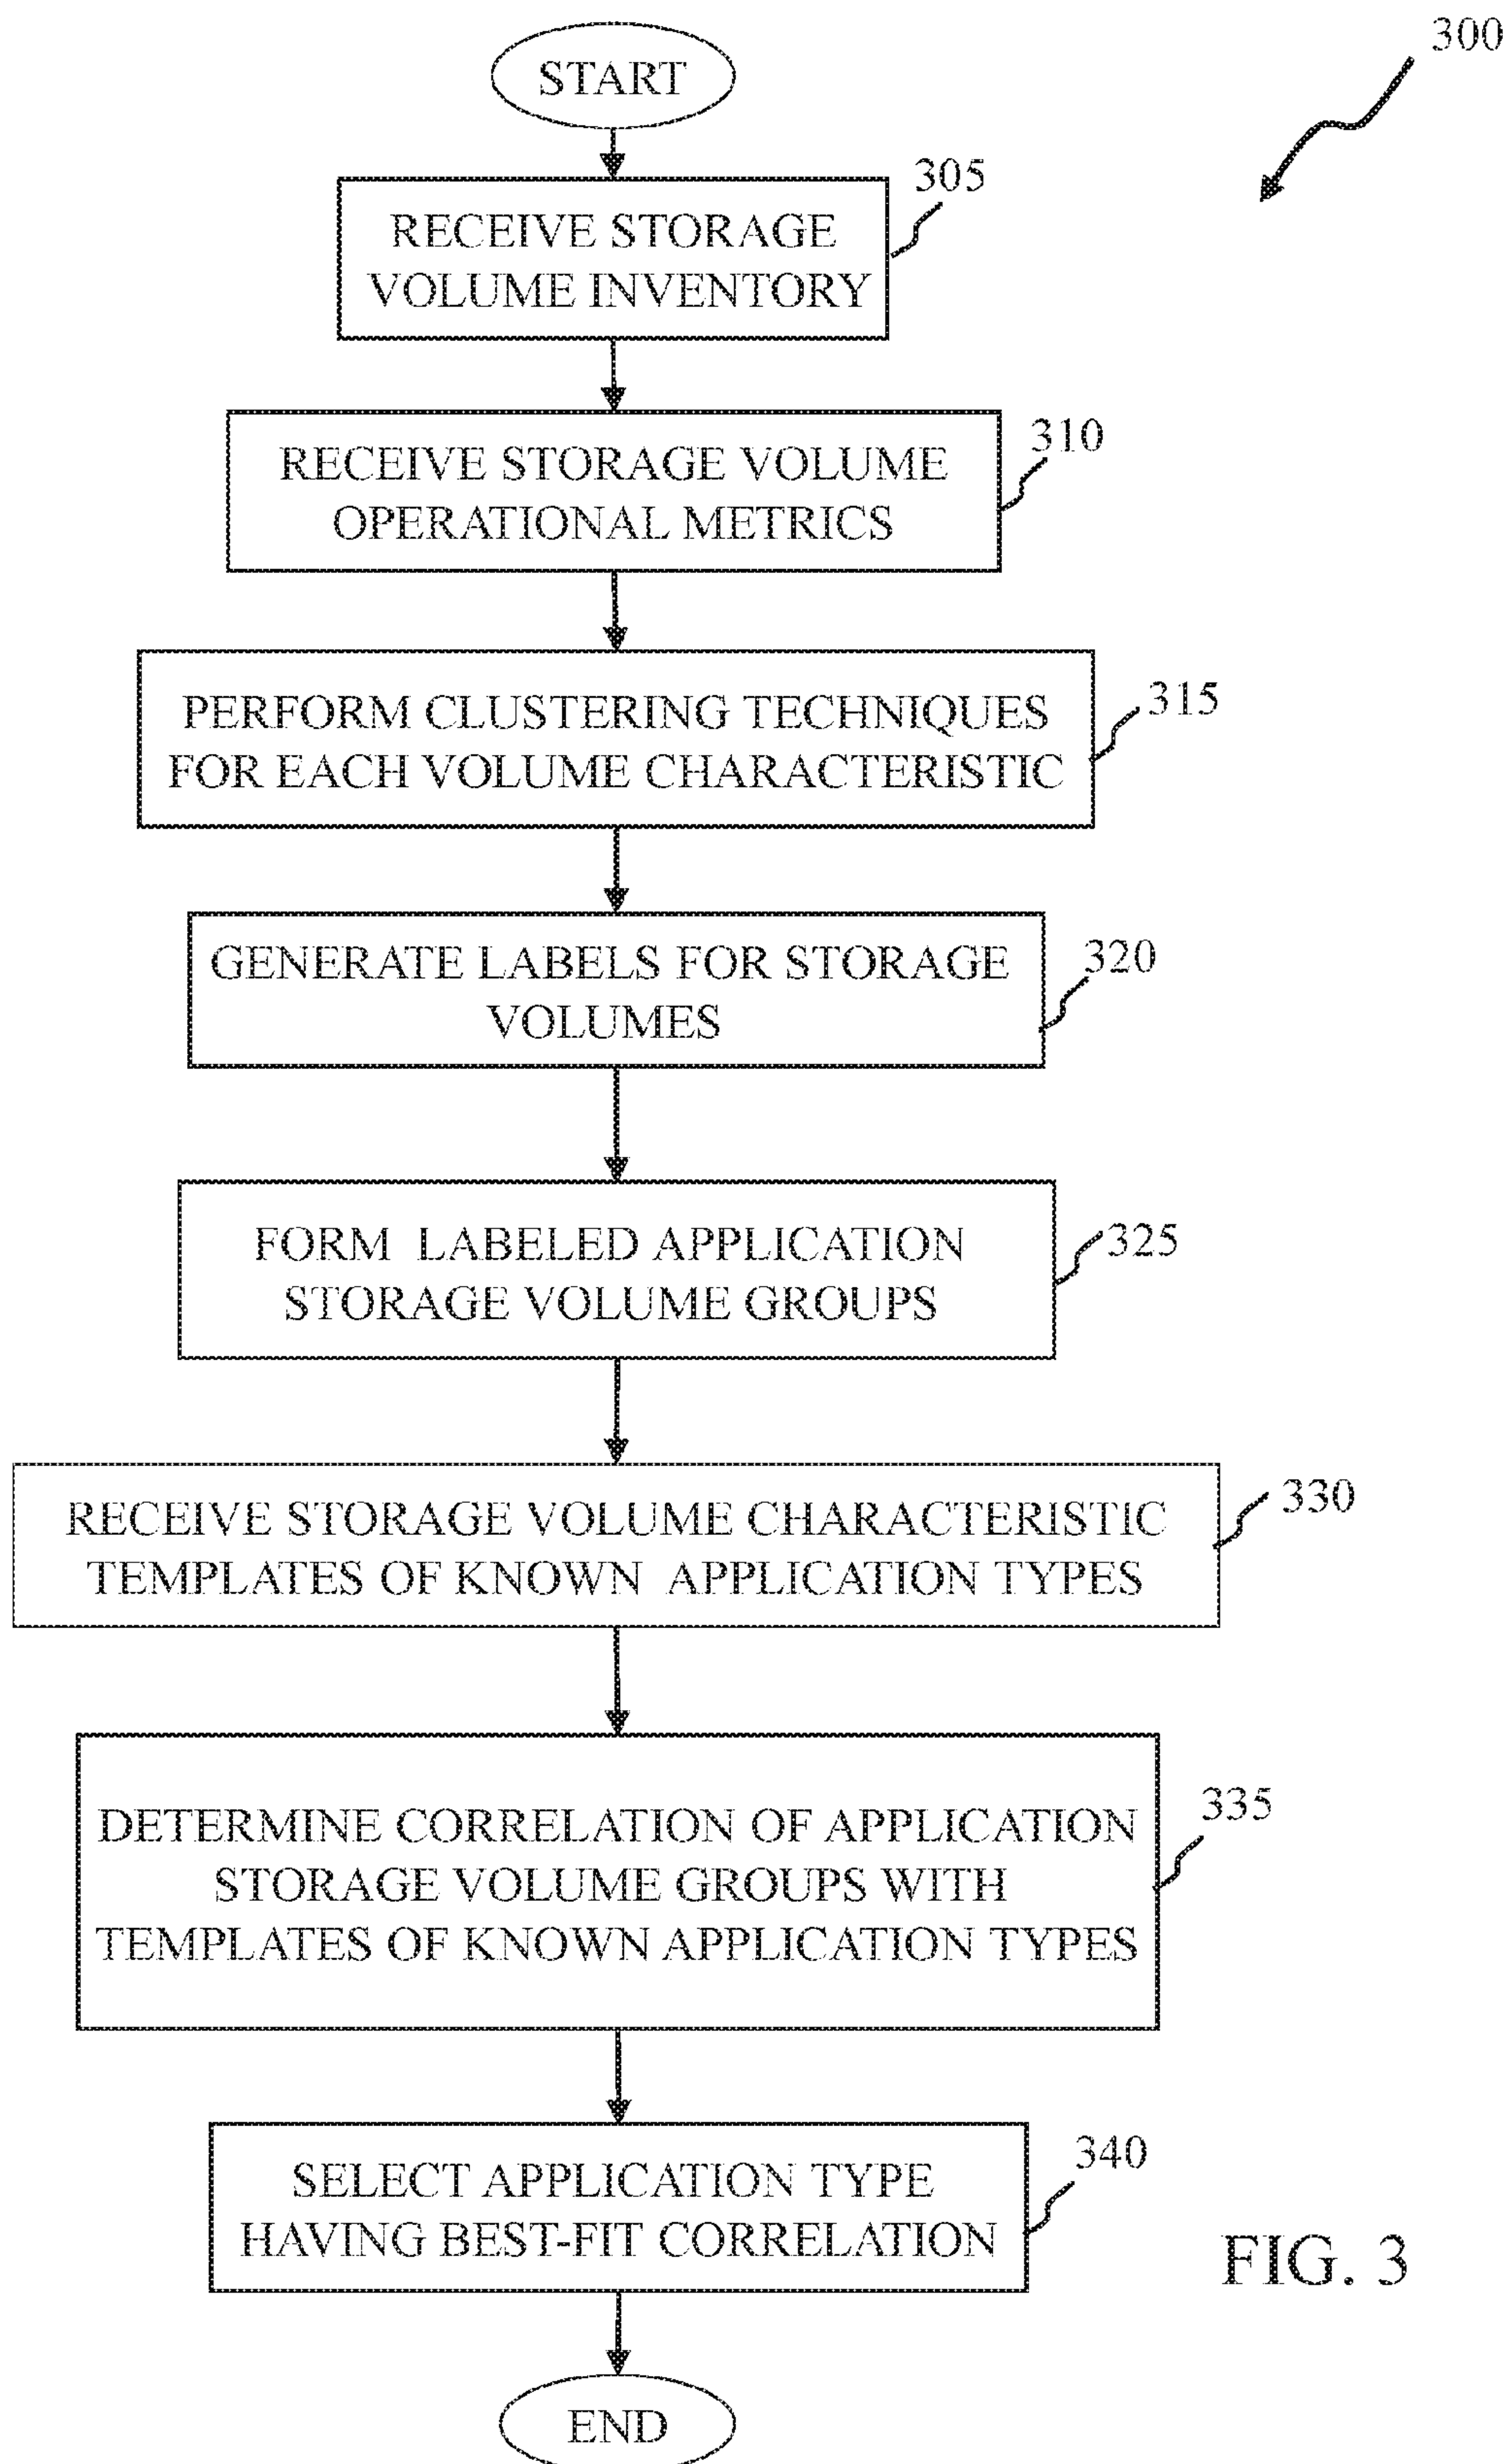 300
START
305
RECEIVE STORAGE
VOLUME INVENTORY
310
RECEIVE STORAGE VOLUME
OPERATIONAL METRICS
315
PERFORM CLUSTERING TECHNIQUES
FOR EACH VOLUME CHARACTERISTIC
320
GENERATE LABELS FOR STORAGE
VOLUMES
325
FORM LABELED APPLICATION
STORAGE VOLUME GROUPS
330
RECEIVE STORAGE VOLUME CHARACTERISTIC
TEMPLATES OF KNOWN APPLICATION TYPES
335
DETERMINE CORRELATION OF APPLICATION
STORAGE VOLUME GROUPS WITH
TEMPLATES OF KNOWN APPLICATION TYPES
340
SELECT APPLICATION TYPE
HAVING BEST-FIT CORRELATION
FIG. 3
END